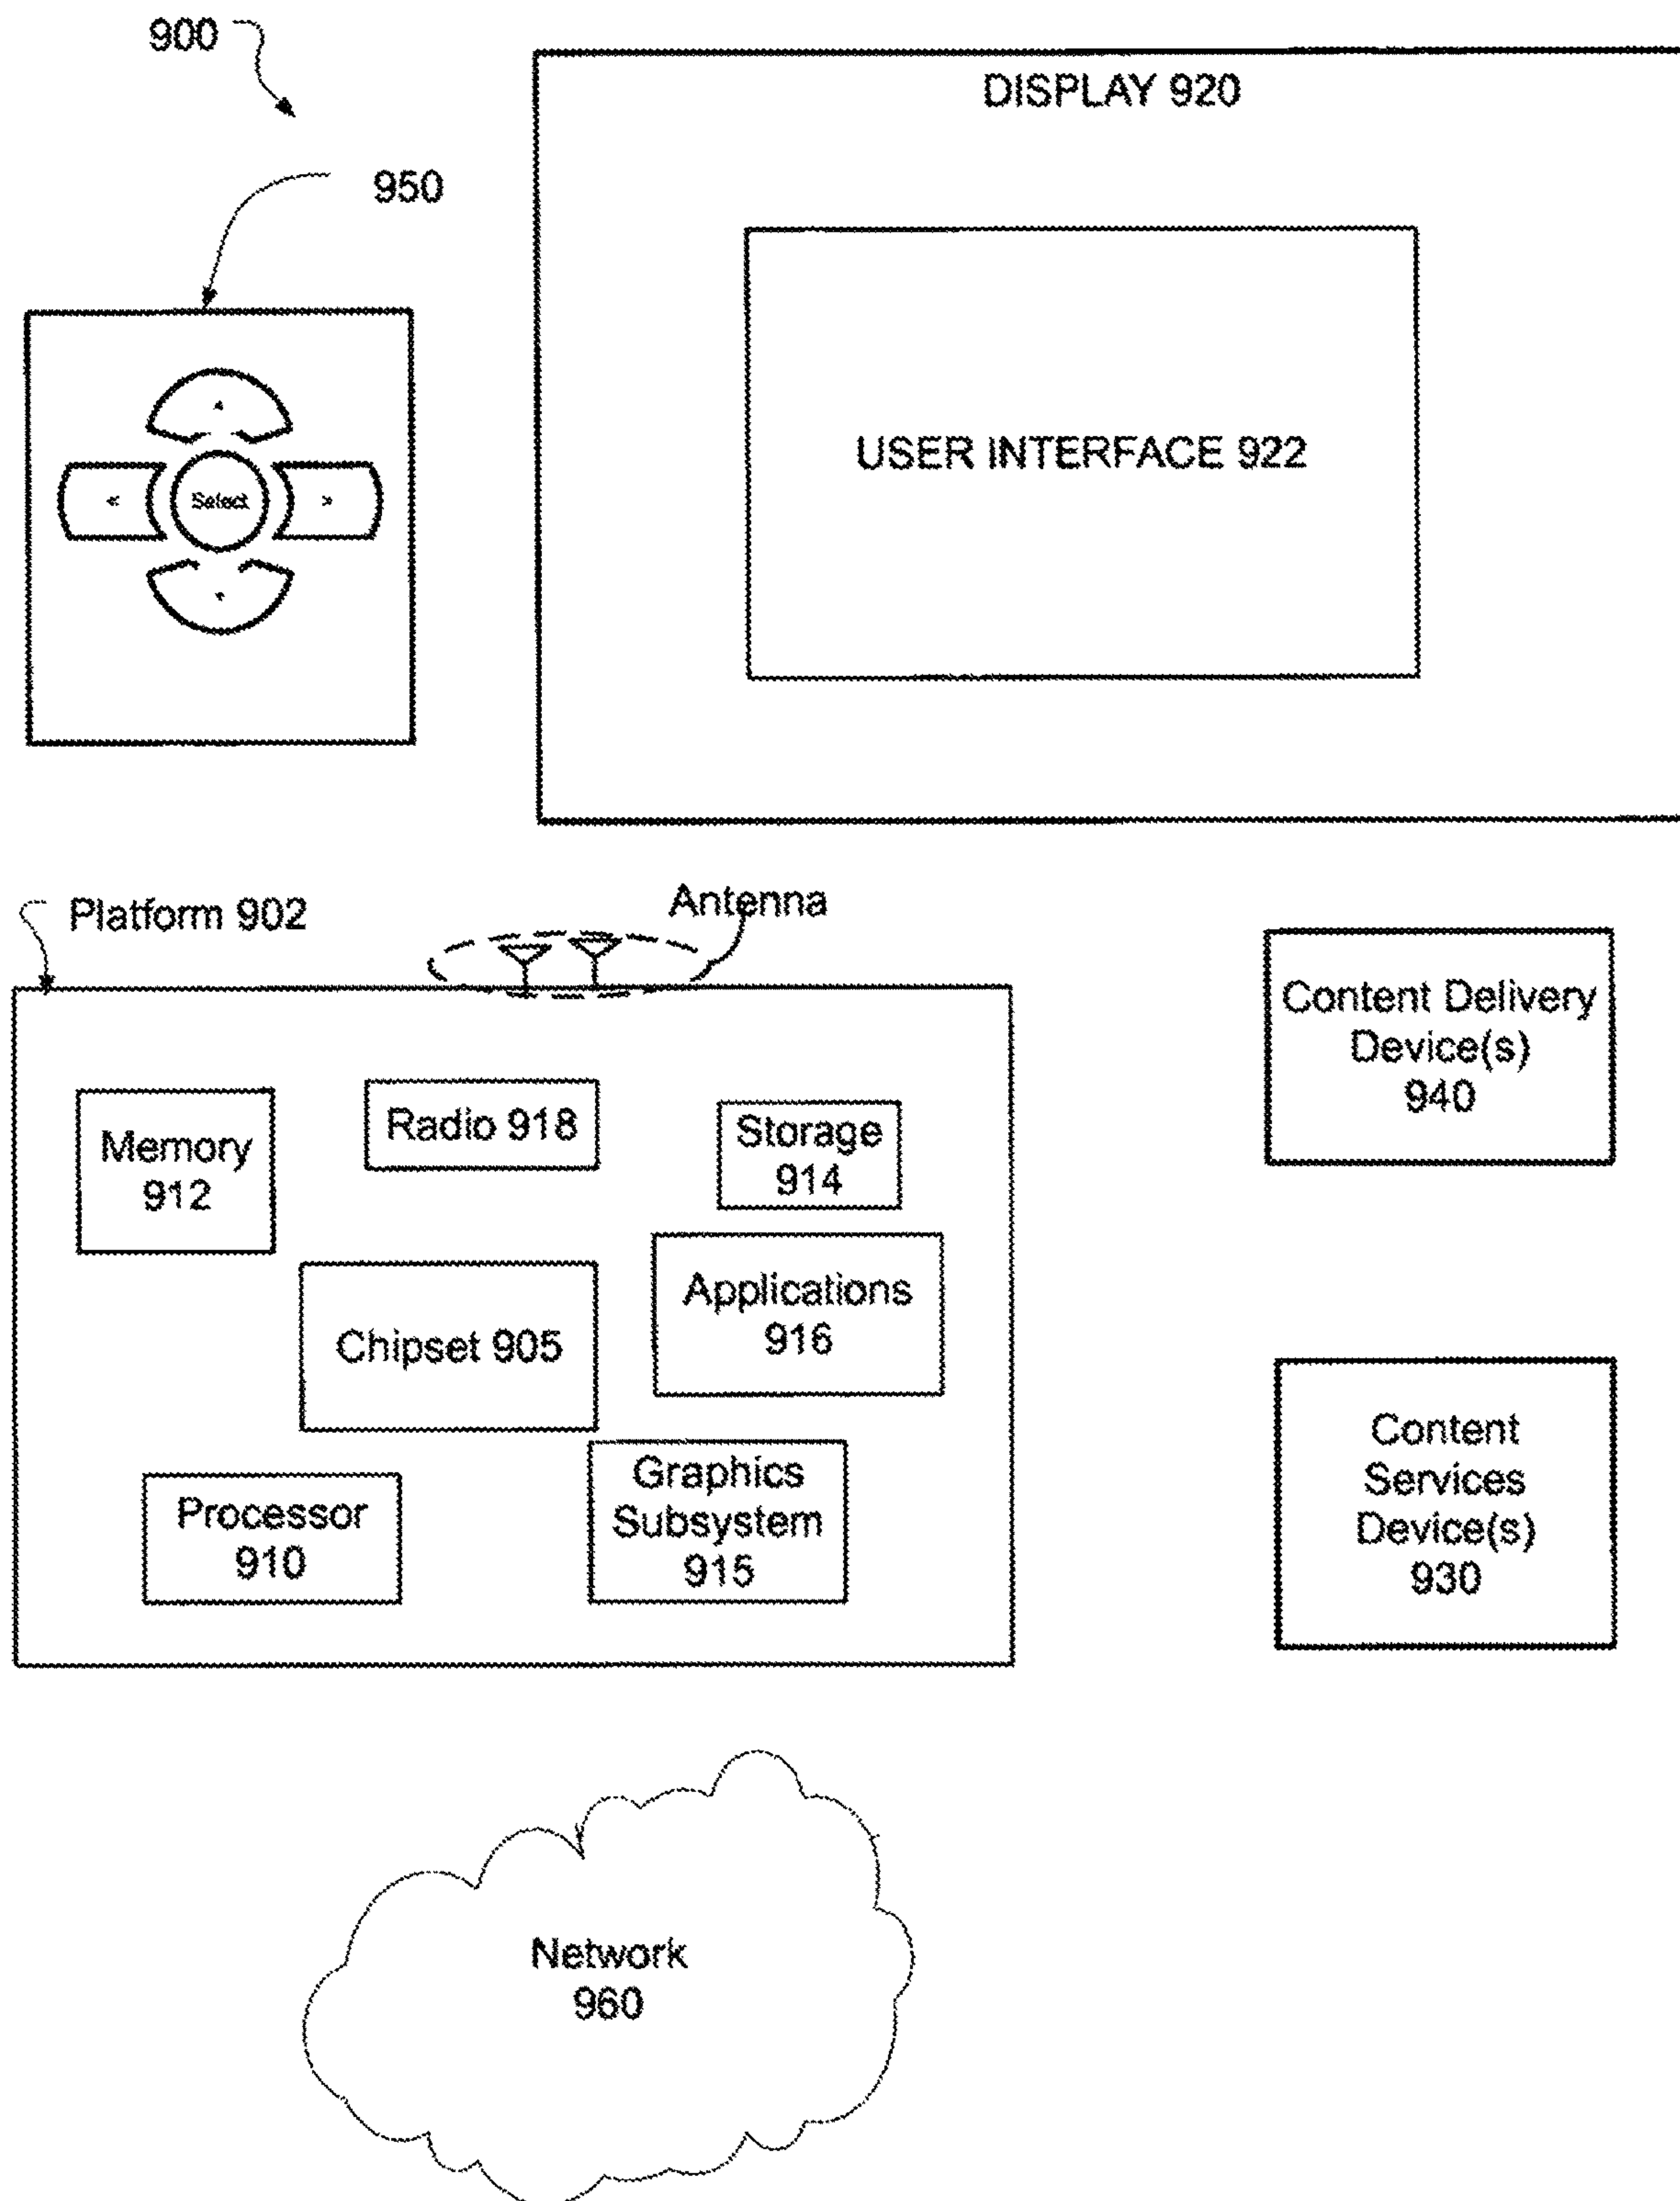 900
DISPLAY 920
950
USER INTERFACE 922
<
Select
>
Platform 902
Antenna
Memory
912
Radio 918
Storage
914
Chipset 905
Applications
916
Processor
910
Graphics
Subsystem
915
Content Delivery
Device(s)
940
Content
Services
Device(s)
930
Network
960